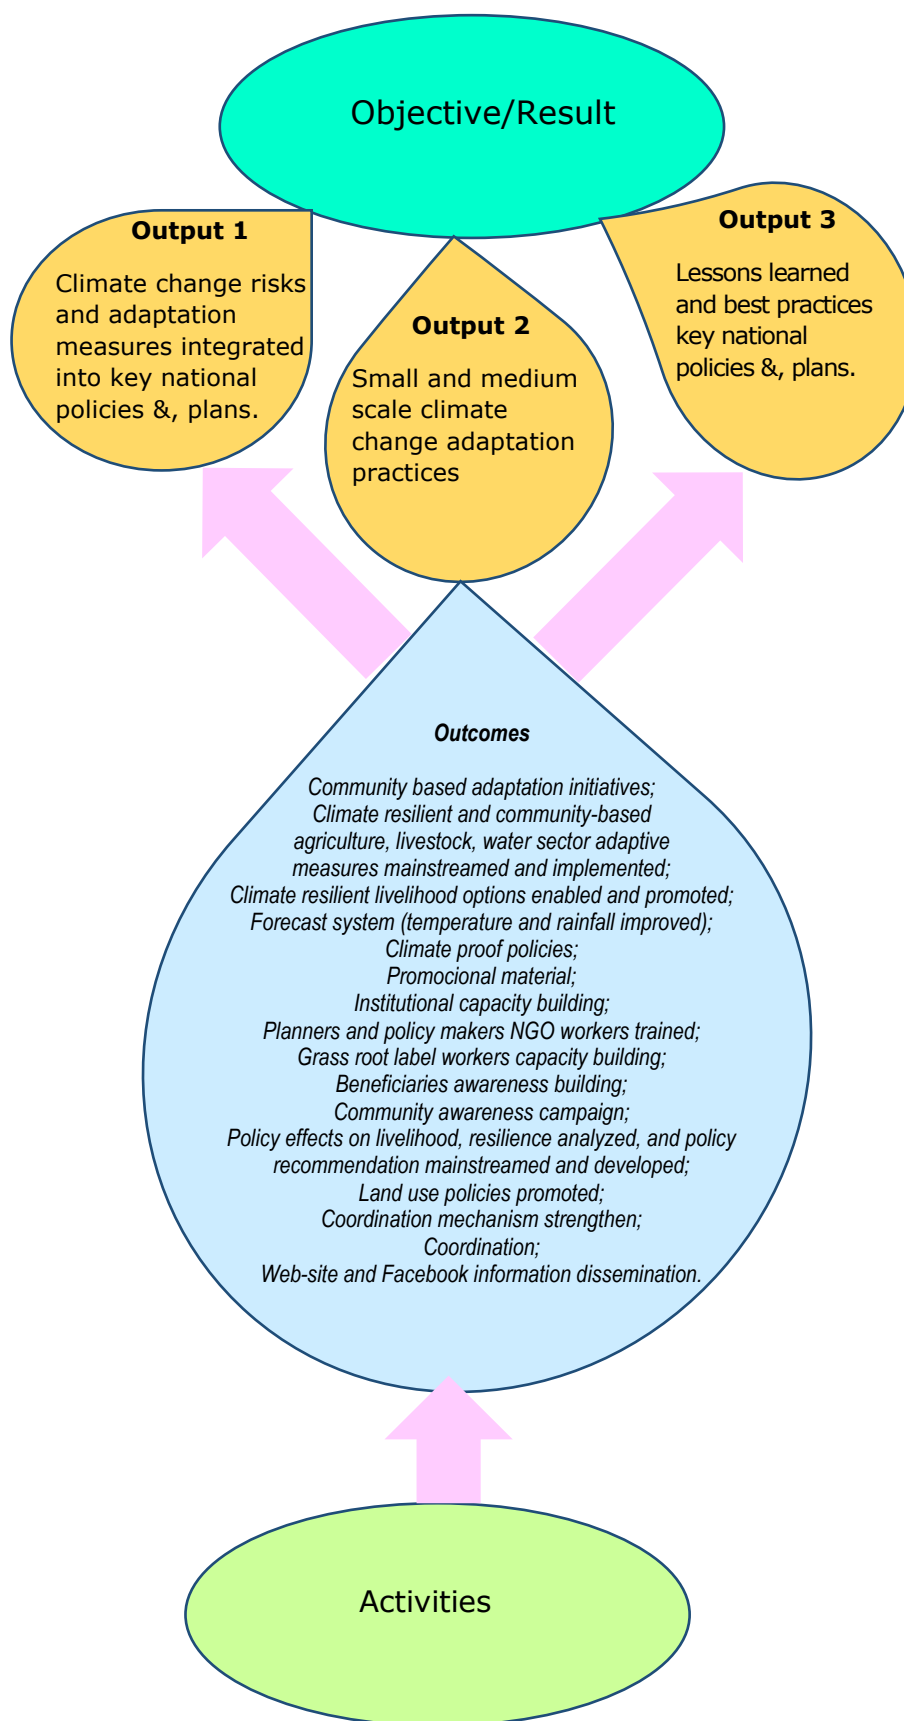 Objective/Result
Output 1
Climate change risks
and adaptation
measures integrated
into key national
policies &, plans.
Output 2
Small and medium
scale climate
change adaptation
practices
Output 3
Lessons learned
and best practices
key national
policies &, plans.
Outcomes
Community based adaptation initiatives;
Climate resilient and community-based
agriculture, livestock, water sector adaptive
measures mainstreamed and implemented;
Climate resilient livelihood options enabled and promoted;
Forecast system (temperature and rainfall improved);
Climate proof policies;
Promocional material;
Institutional capacity building;
Planners and policy makers NGO workers trained;
Grass root label workers capacity building;
Beneficiaries awareness building;
Community awareness campaign;
Policy effects on livelihood, resilience analyzed, and policy
recommendation mainstreamed and developed;
Land use policies promoted;
Coordination mechanism strengthen;
Coordination;
Web-site and Facebook information dissemination.
Activities